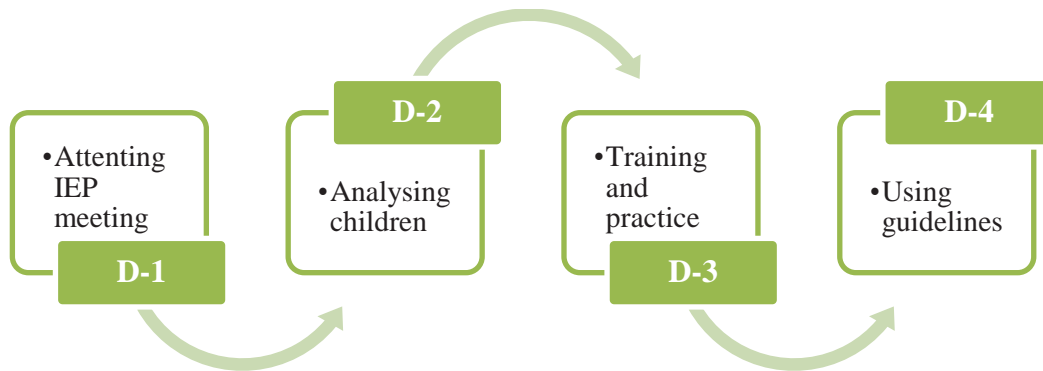 •Attenting
IEP
meeting
D-1
D-2
•Analysing
children
•Training
and
practice
D-3
D-4
•Using
guidelines